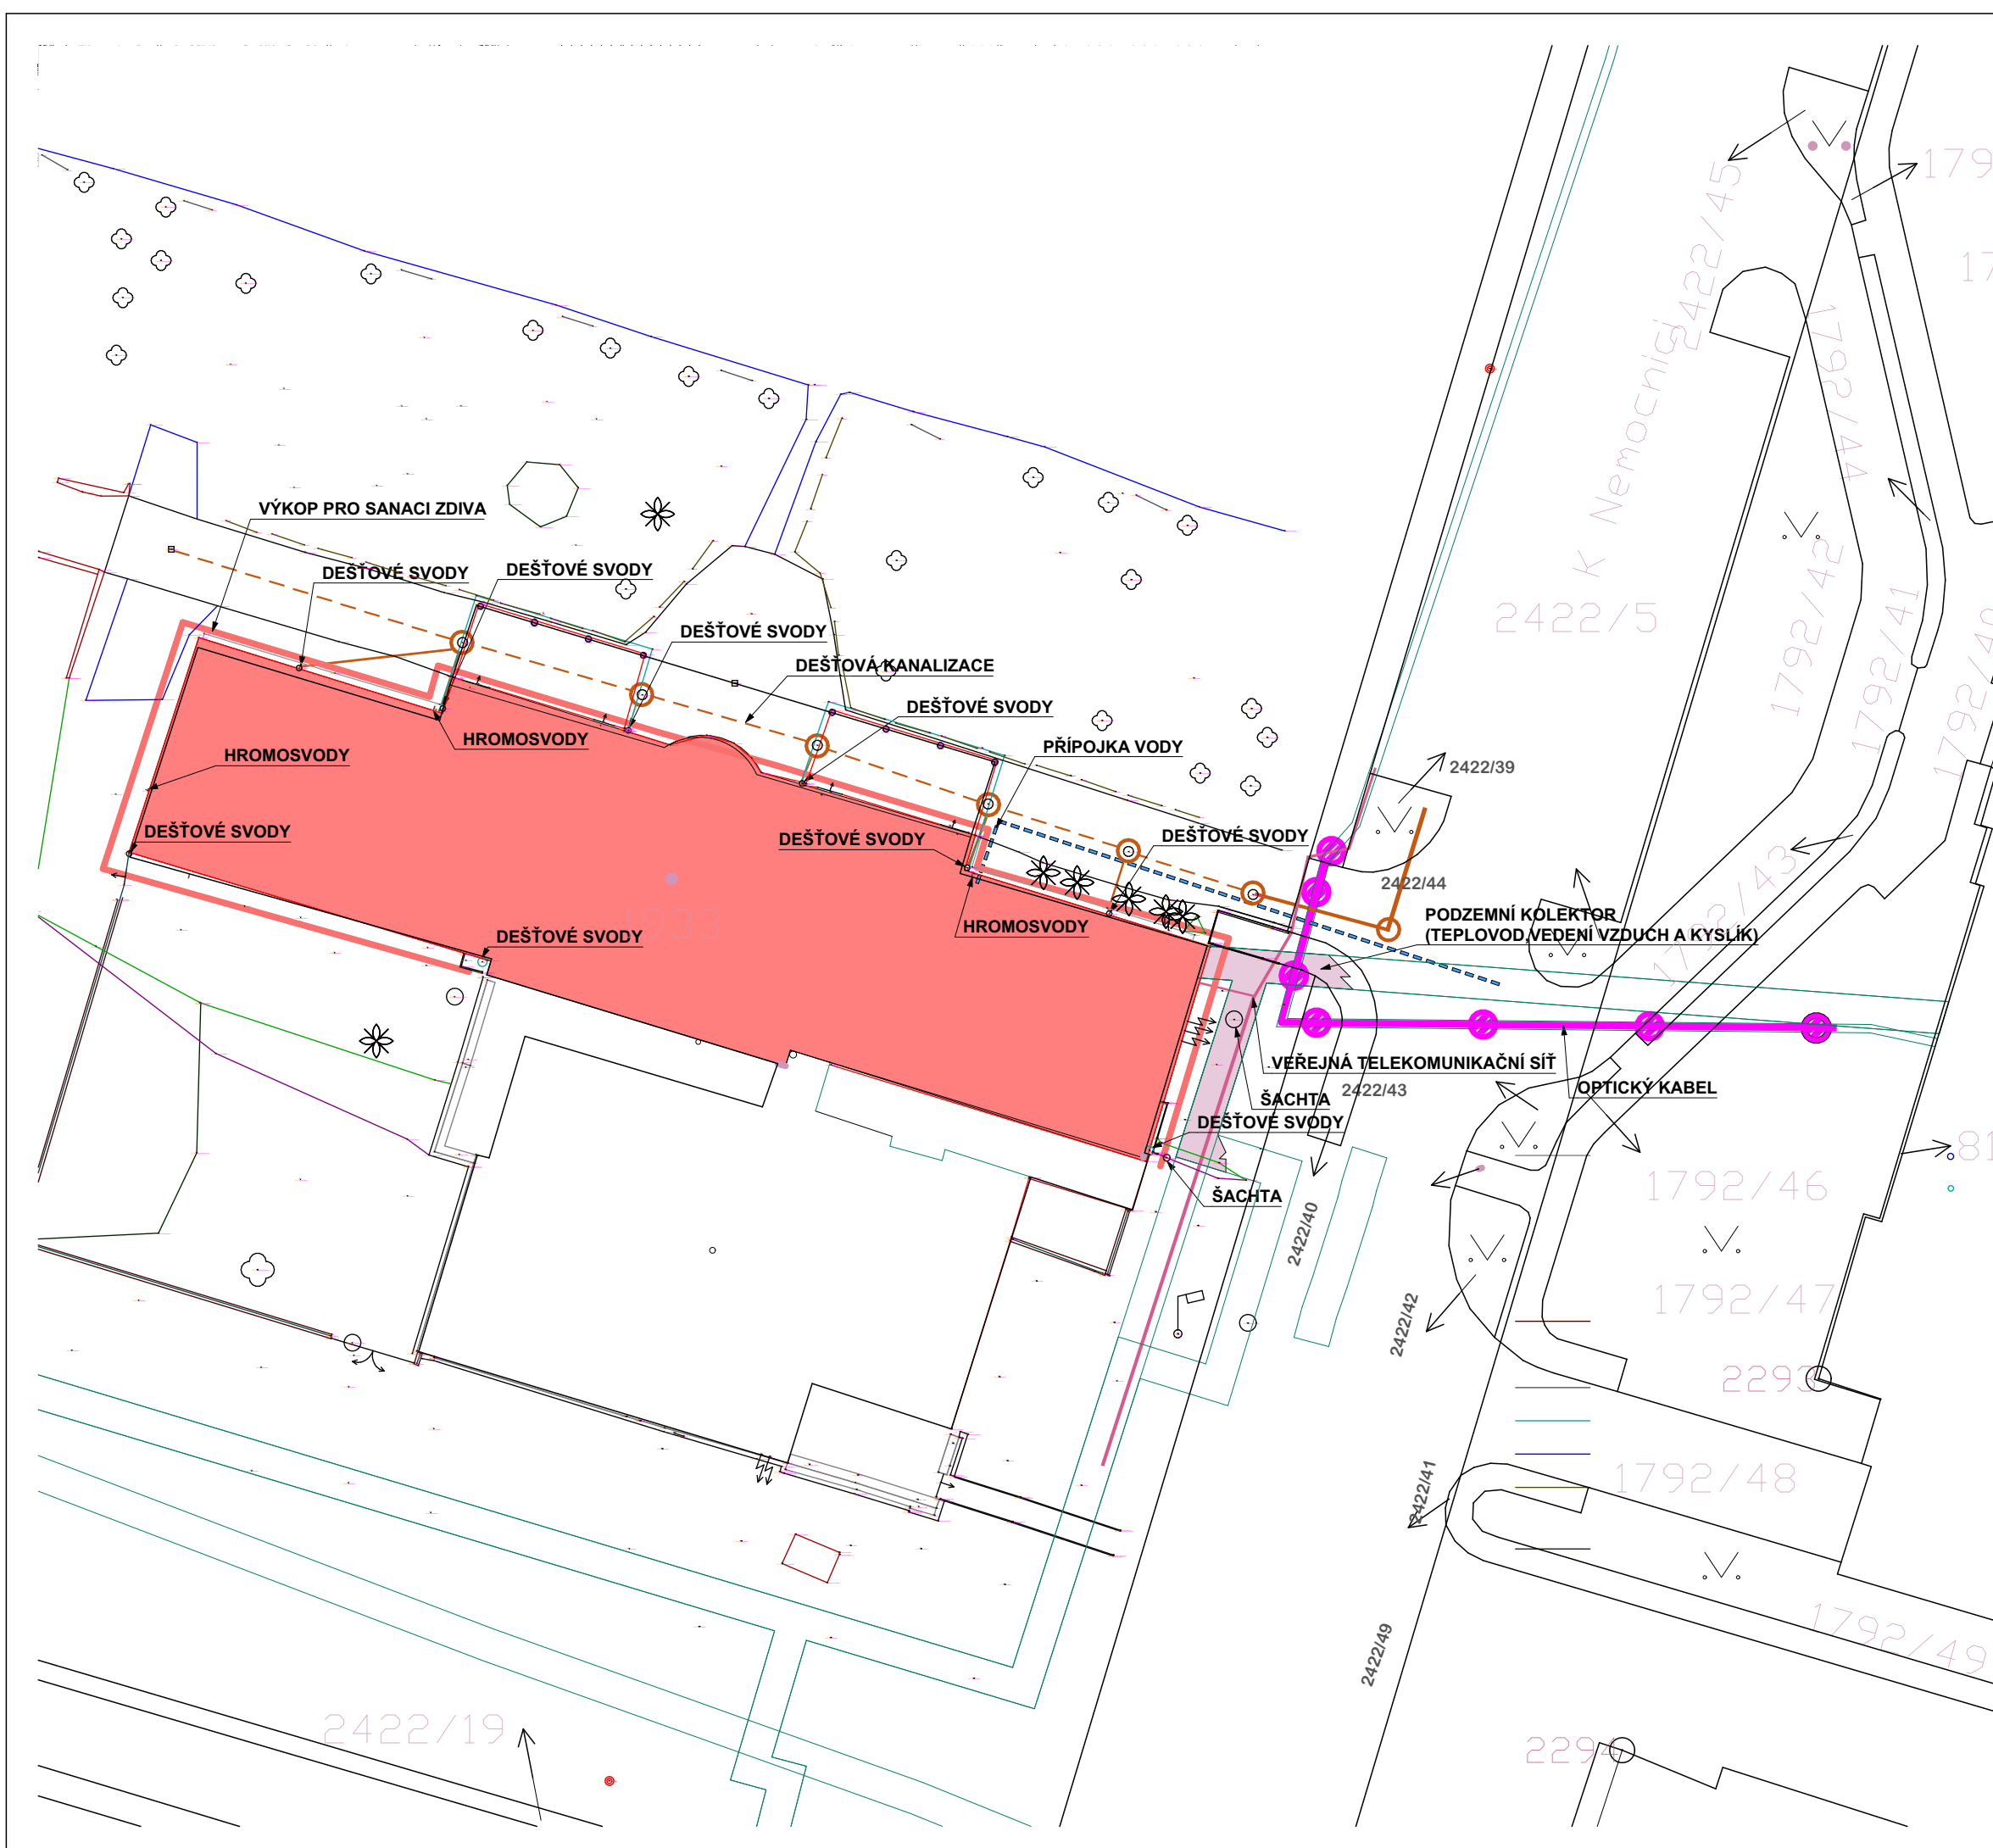 2422/45
K Nemocnici
1792/44
VÝKOP PRO SANACI ZDIVA
DEŠŤOVÉ SVODY
DEŠŤOVÉ SVODY
DEŠŤOVÉ SVODY
DEŠŤOVÁ KANALIZACE
DEŠŤOVÉ SVODY
PŘÍPOJKA VODY
HROMOSVODY
HROMOSVODY
2422/5
1792/42
1792/41
2422/39
DEŠŤOVÉ SVODY
DEŠŤOVÉ SVODY
DEŠŤOVÉ SVODY
2422/44
HROMOSVODY
DEŠŤOVÉ SVODY
PODZEMNÍ KOLEKTOR
(TEPLOVOD,VEDENÍ VZDUCH A KYSLÍK)
1792/43
VEŘEJNÁ TELEKOMUNIKAČNÍ SÍŤ
OPTICKÝ KABEL
2422/43
ŠACHTA
DEŠŤOVÉ SVODY
ŠACHTA
1792/46
2422/40
1792/47
2422/42
2293
2422/41
1792/48
1792/49
2422/49
2422/19
2294